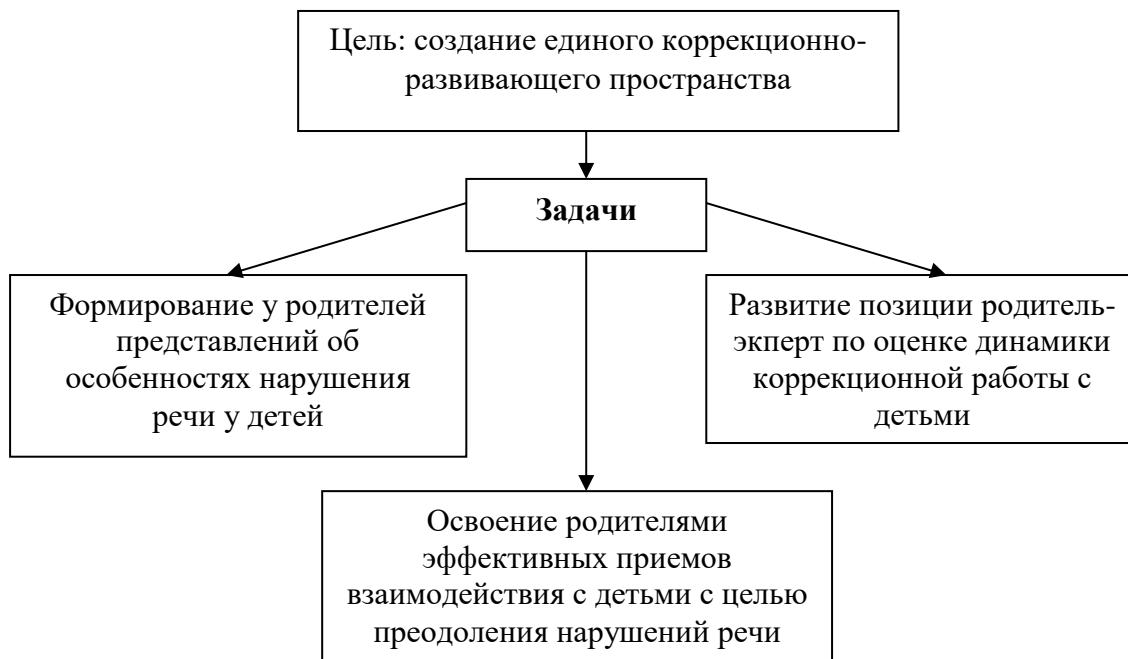 Цель: создание единого коррекционно-
развивающего пространства
Задачи
Формирование у родителей
представлений об
особенностях нарушения
речи у детей
Развитие позиции родитель-
экперт по оценке динамики
коррекционной работы с
детьми
Освоение родителями
эффективных приемов
взаимодействия с детьми с целью
преодоления нарушений речи